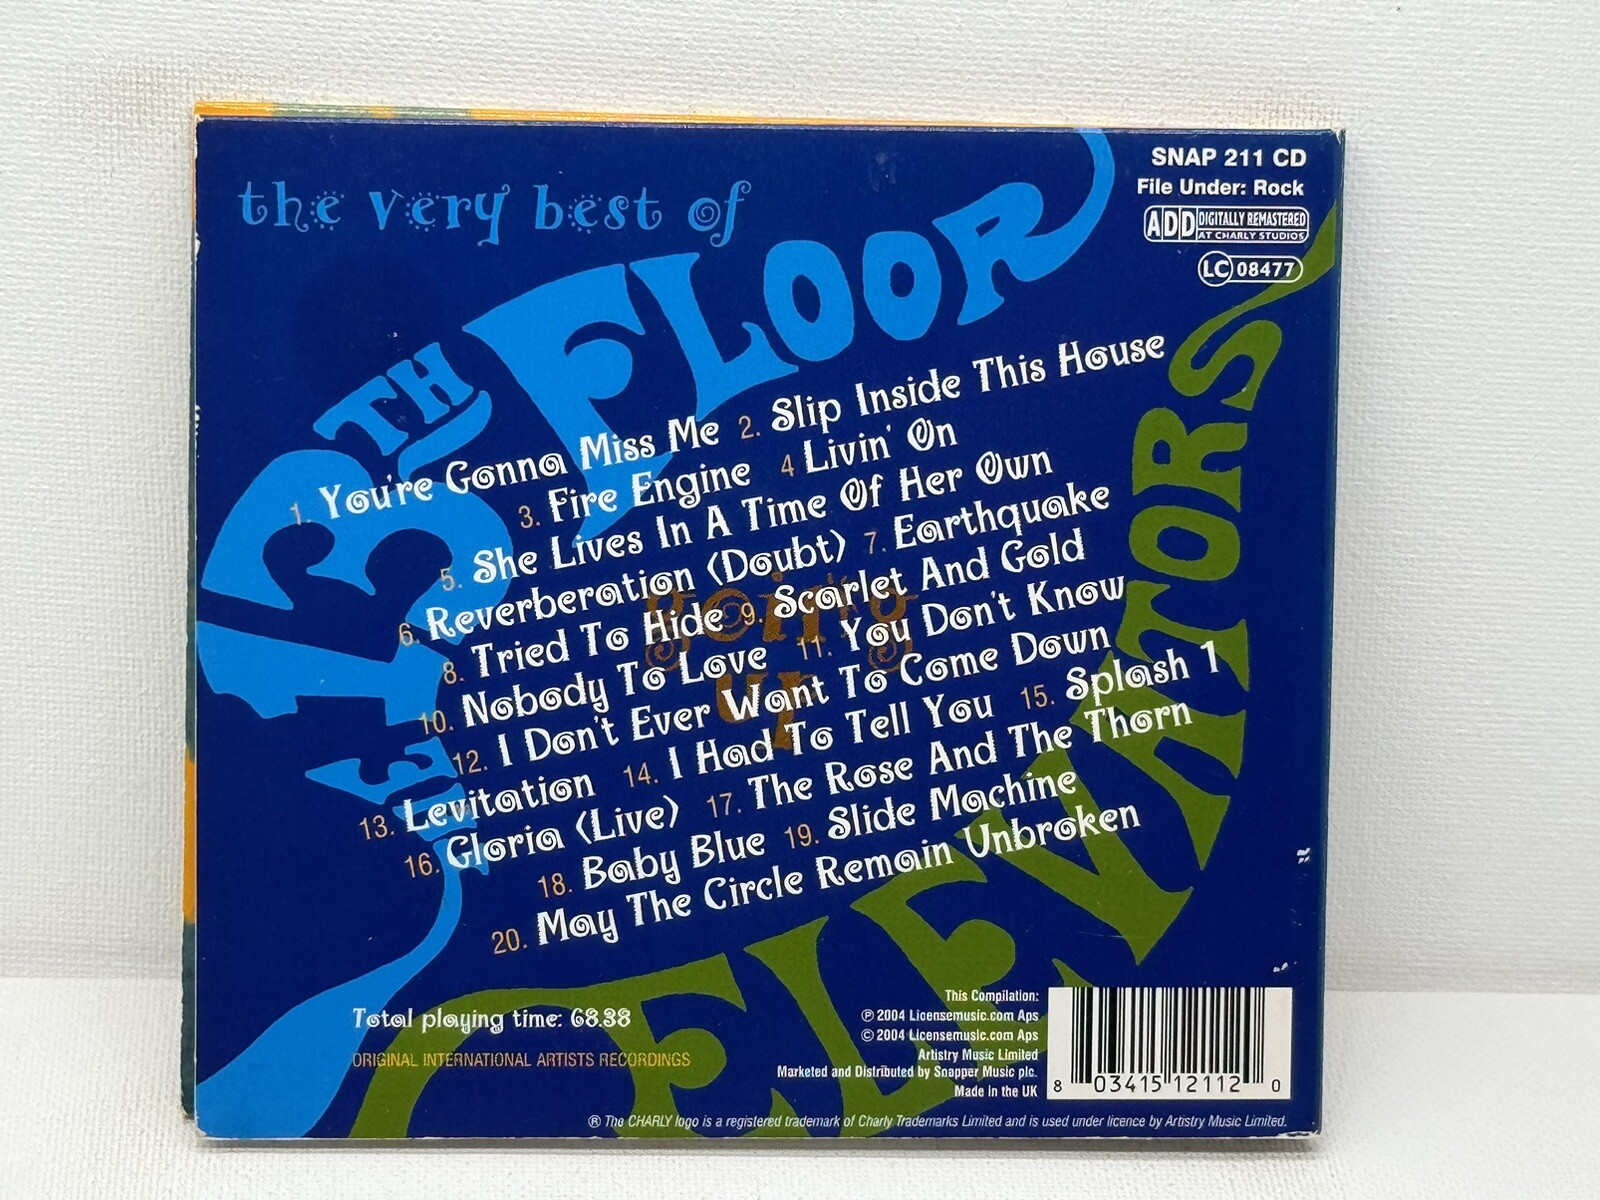 SNAP 211 CD
File Under: Rock
ADD DIGITALLY REMASTERED
AT CHARLY STUDIOS
LC 08477
the very best of
THE 13TH FLOOR
ELEVATORS
going
up
1. You're Gonna Miss Me 2. Slip Inside This House
3. Fire Engine 4 Livin' On
5. She Lives In A Time Of Her Own
6. Reverberation (Doubt) 7. Earthquake
8. Tried To Hide 9. Scarlet And Gold
10. Nobody To Love 11. You Don't Know
12. I Don't Ever Want To Come Down
13. Levitation 14. I Had To Tell You 15. Splash 1
16. Gloria (Live) 17. The Rose And The Thorn
18. Baby Blue 19. Slide Machine
20. May The Circle Remain Unbroken
Total playing time: 68.38
ORIGINAL INTERNATIONAL ARTISTS RECORDINGS
This Compilation:
℗ 2004 Licensemusic.com Aps
© 2004 Licensemusic.com Aps
Artistry Music Limited
Marketed and Distributed by Snapper Music plc.
Made in the UK
8 03415 12112 0
® The CHARLY logo is a registered trademark of Charly Trademarks Limited and is used under licence by Artistry Music Limited.